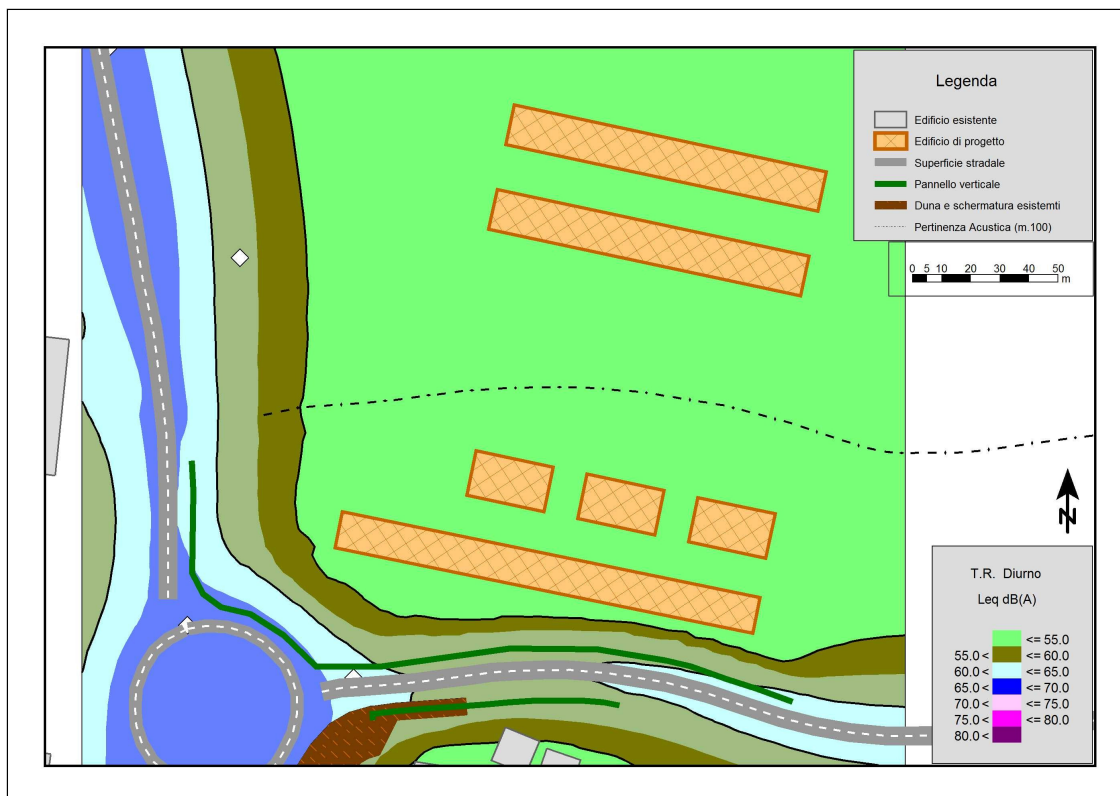 Legenda
Edificio esistente
Edificio di progetto
Superficie stradale
Pannello verticale
Duna e schermatura esistemti
Pertinenza Acustica (m.100)
0 5 10 20 30 40 50
m
N
T.R. Diurno
Leq dB(A)
<= 55.0
55.0 < <= 60.0
60.0 < <= 65.0
65.0 < <= 70.0
70.0 < <= 75.0
75.0 < <= 80.0
80.0 <